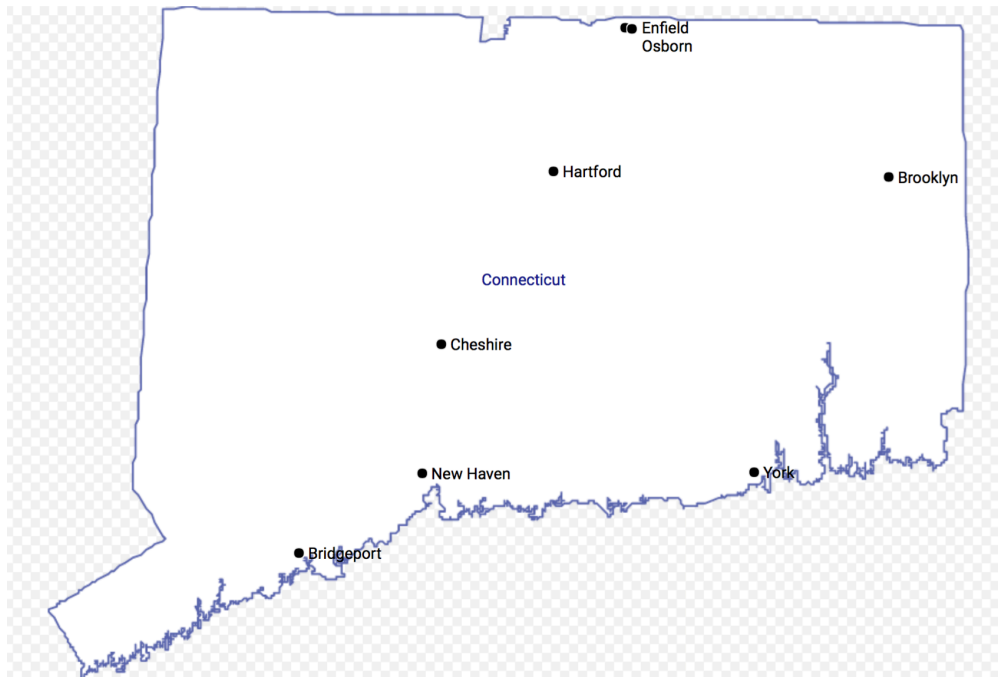 Enfield
Osborn
Hartford
Brooklyn
Connecticut
Cheshire
New Haven
York
Bridgeport